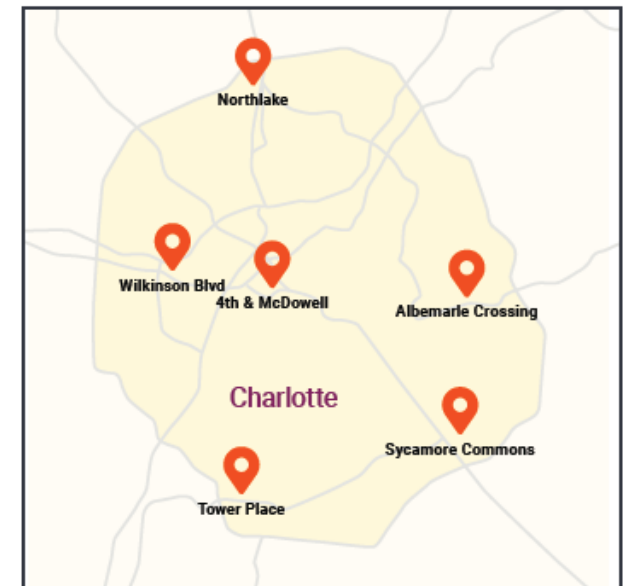 Northlake
Wilkinson Blvd
4th & McDowell
Albemarle Crossing
Charlotte
Sycamore Commons
Tower Place